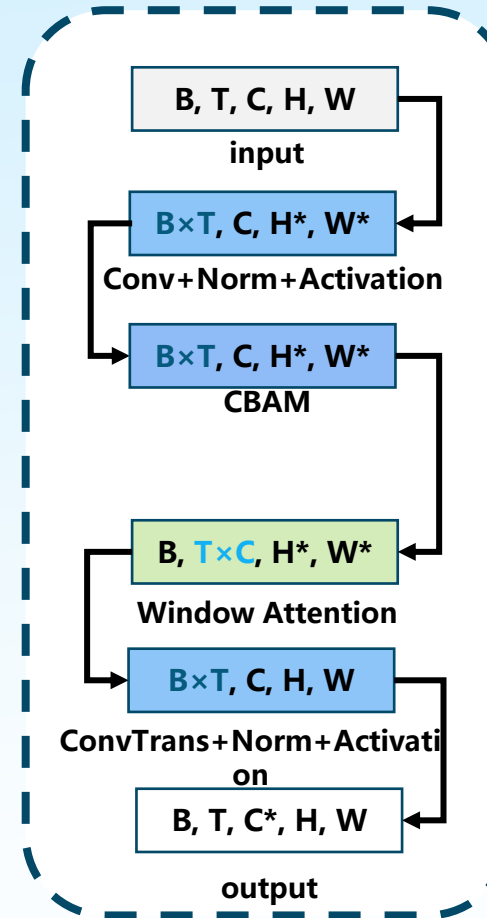 B, T, C, H, W
input
B×T, C, H*, W*
Conv+Norm+Activation
B×T, C, H*, W*
CBAM
B, T×C, H*, W*
Window Attention
B×T, C, H, W
ConvTrans+Norm+Activati
on
B, T, C*, H, W
output